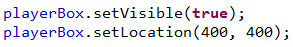 playerBox.setVisible(true);
playerBox.setLocation(400, 400);